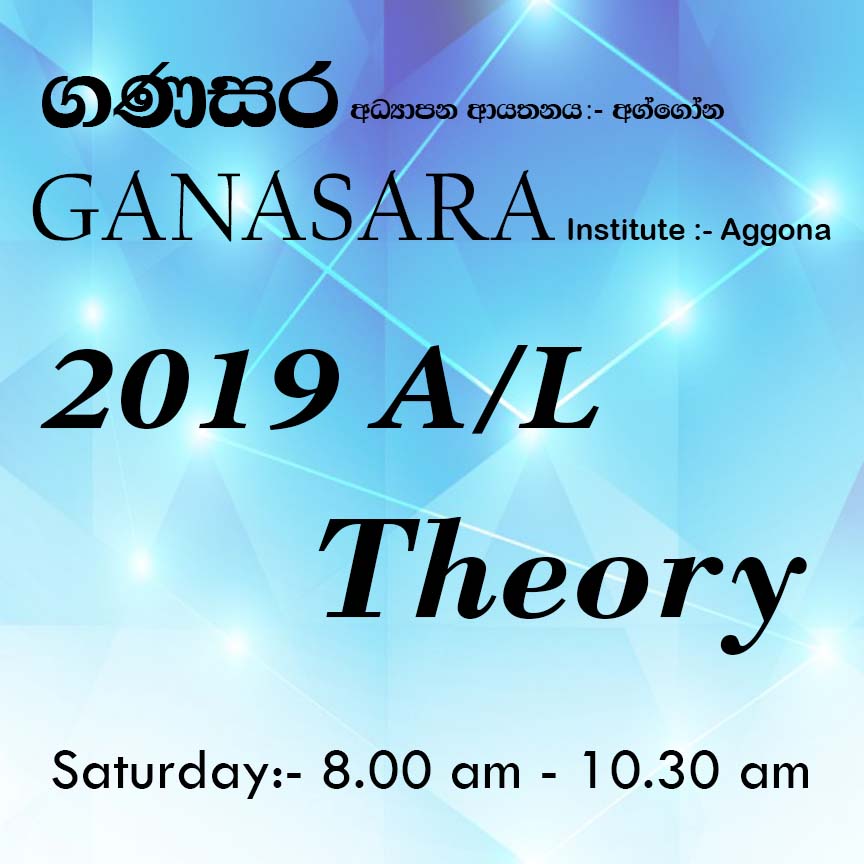 ගණසර අධ්‍යාපන ආයතනය:- අග්ගෝන
GANASARA Institute :- Aggona
2019 A/L
Theory
Saturday:- 8.00 am - 10.30 am